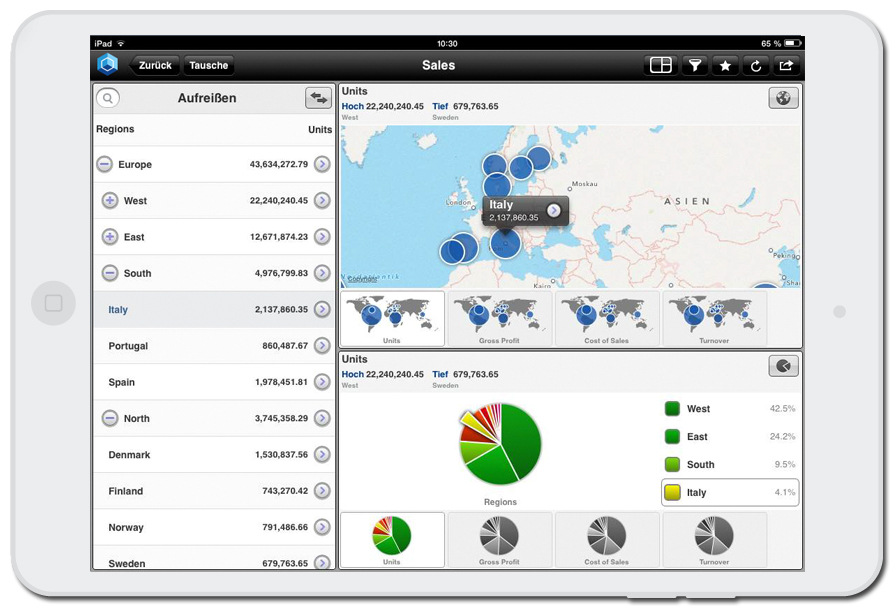 iPad 10:30 65 %
Zurück Tausche Sales
Aufreißen
Regions Units
Europe 43,634,272.79
West 22,240,240.45
East 12,671,874.23
South 4,976,799.83
Italy 2,137,860.35
Portugal 860,487.67
Spain 1,978,451.81
North 3,745,358.29
Denmark 1,530,837.56
Finland 743,270.42
Norway 791,486.66
Sweden 679,763.65
Units
Hoch 22,240,240.45 Tief 679,763.65
West Sweden
Moskau
London
ASIEN
Italy
2,137,860.35
Peking
Kairo
Units Gross Profit Cost of Sales Turnover
Units
Hoch 22,240,240.45 Tief 679,763.65
West Sweden
West 42.5%
East 24.2%
South 9.5%
Italy 4.1%
Regions
Units Gross Profit Cost of Sales Turnover